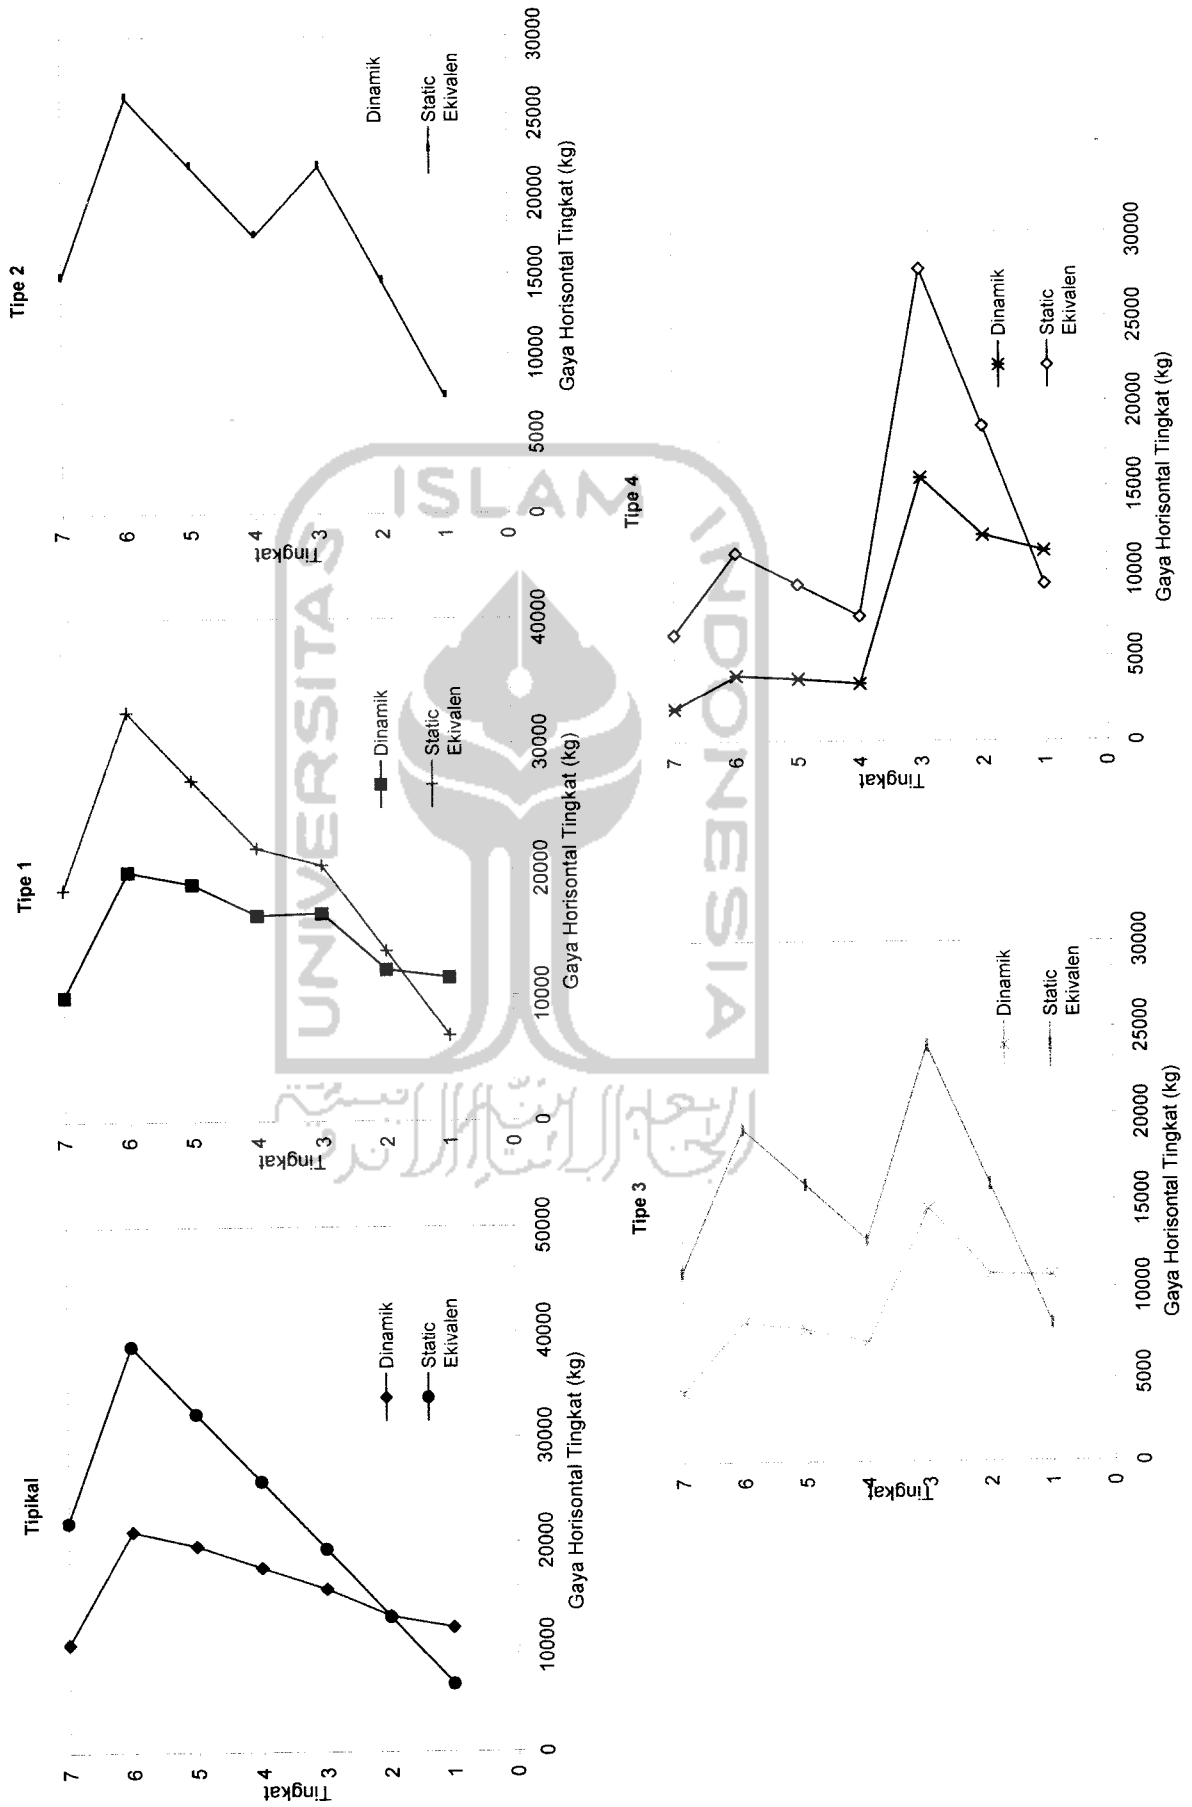 Tipikal
7
6
5
4
3
2
1
0
Tingkat
0
10000
20000
30000
40000
50000
Gaya Horisontal Tingkat (kg)
Dinamik
Static
Ekivalen
Tipe 1
7
6
5
4
3
2
1
0
Tingkat
0
10000
20000
30000
40000
Gaya Horisontal Tingkat (kg)
Dinamik
Static
Ekivalen
Tipe 2
7
6
5
4
3
2
1
0
Tingkat
0
5000
10000
15000
20000
25000
30000
Gaya Horisontal Tingkat (kg)
Dinamik
Static
Ekivalen
Tipe 3
7
6
5
4
3
2
1
0
Tingkat
0
5000
10000
15000
20000
25000
30000
Gaya Horisontal Tingkat (kg)
Dinamik
Static
Ekivalen
Tipe 4
7
6
5
4
3
2
1
0
Tingkat
0
5000
10000
15000
20000
25000
30000
Gaya Horisontal Tingkat (kg)
Dinamik
Static
Ekivalen
UNIVERSITAS
ISLAM
INDONESIA